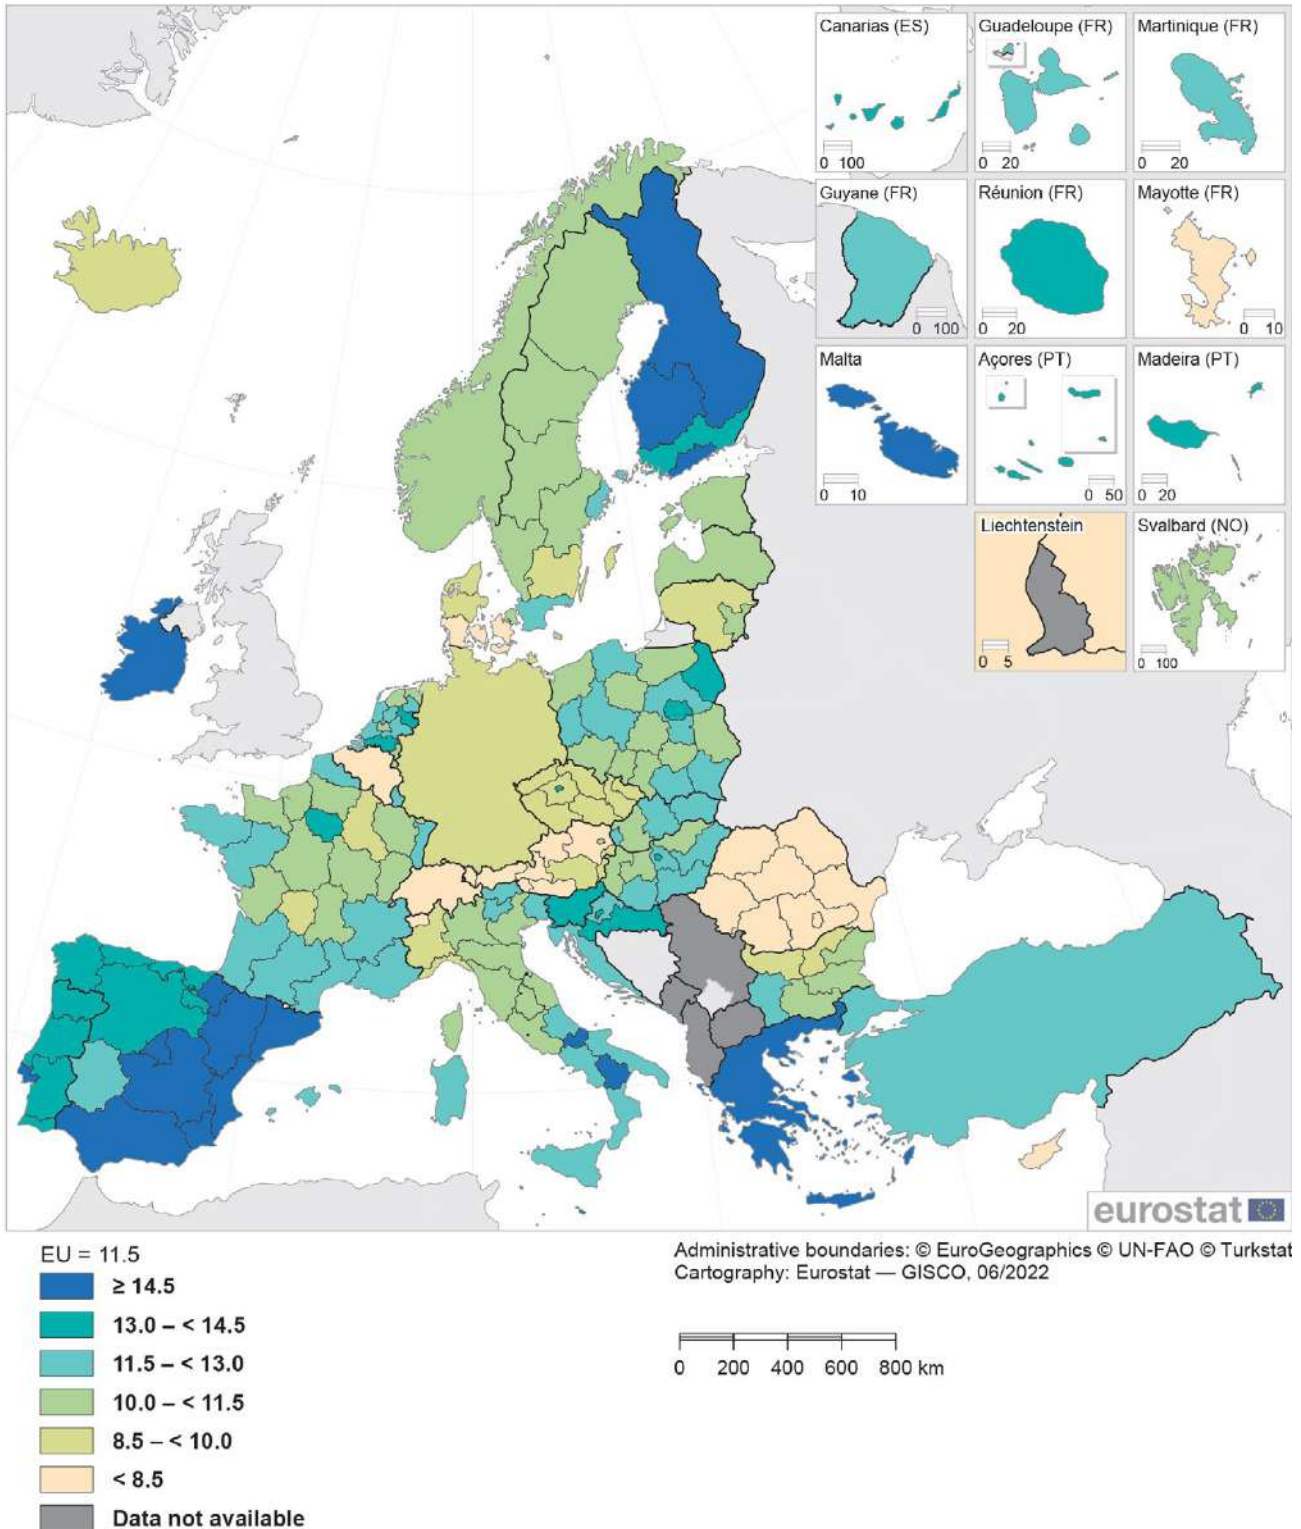 Canarias (ES)
0 100
Guadeloupe (FR)
0 20
Martinique (FR)
0 20
Guyane (FR)
0 100
Réunion (FR)
0 20
Mayotte (FR)
0 10
Malta
0 10
Açores (PT)
0 50
Madeira (PT)
0 20
Liechtenstein
0 5
Svalbard (NO)
0 100
eurostat
EU = 11.5
≥ 14.5
13.0 – < 14.5
11.5 – < 13.0
10.0 – < 11.5
8.5 – < 10.0
< 8.5
Data not available
Administrative boundaries: © EuroGeographics © UN-FAO © Turkstat
Cartography: Eurostat — GISCO, 06/2022
0 200 400 600 800 km